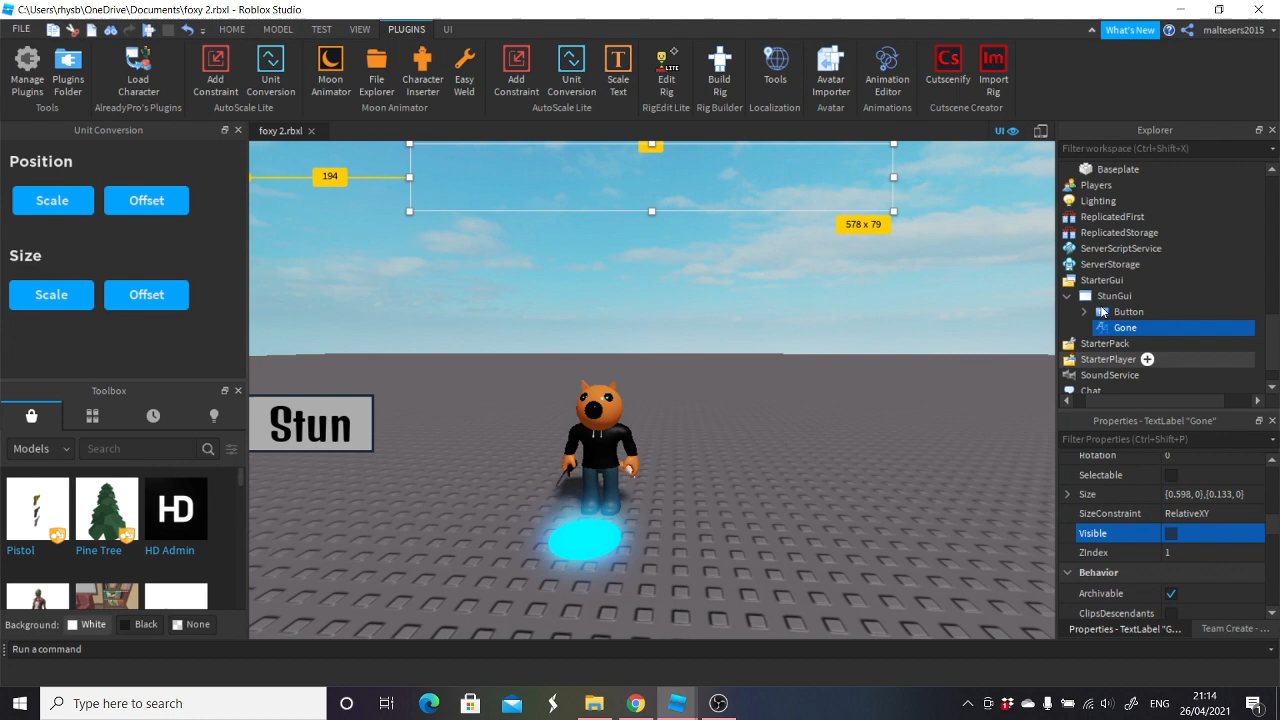 C:\Users\rhysb\OneDrive\Documents\foxy 2.rbxl - Roblox Studio
FILE HOME MODEL TEST VIEW PLUGINS UI What's New maltesers2015
Manage Plugins
Plugins Folder
Tools
Load Character
AlreadyPro's Plugins
Add Constraint
Unit Conversion
AutoScale Lite
Moon Animator
File Explorer
Character Inserter
Easy Weld
Moon Animator
Add Constraint
Unit Conversion
Scale Text
AutoScale Lite
LITE
Edit Rig
RigEdit Lite
Build Rig
Rig Builder
Tools
Localization
Avatar Importer
Avatar
Animation Editor
Animations
Cs
Cutscenify
Im
Import Rig
Cutscene Creator
Unit Conversion
Position
Scale Offset
Size
Scale Offset
Toolbox
Models Search
Pistol
Pine Tree
HD
HD Admin
Background: White Black None
Run a command
foxy 2.rbxl
UI
194
578 x 79
Stun
Explorer
Filter workspace (Ctrl+Shift+X)
Baseplate
Players
Lighting
ReplicatedFirst
ReplicatedStorage
ServerScriptService
ServerStorage
StarterGui
StunGui
Button
Gone
StarterPack
StarterPlayer
SoundService
Chat
Properties - TextLabel "Gone"
Filter Properties (Ctrl+Shift+P)
Rotation 0
Selectable
Size {0.598, 0},{0.133, 0}
SizeConstraint RelativeXY
Visible
ZIndex 1
Behavior
Archivable
ClipsDescendants
Properties - TextLabel "G... Team Create - ...
Type here to search
ENG
21:14
26/04/2021